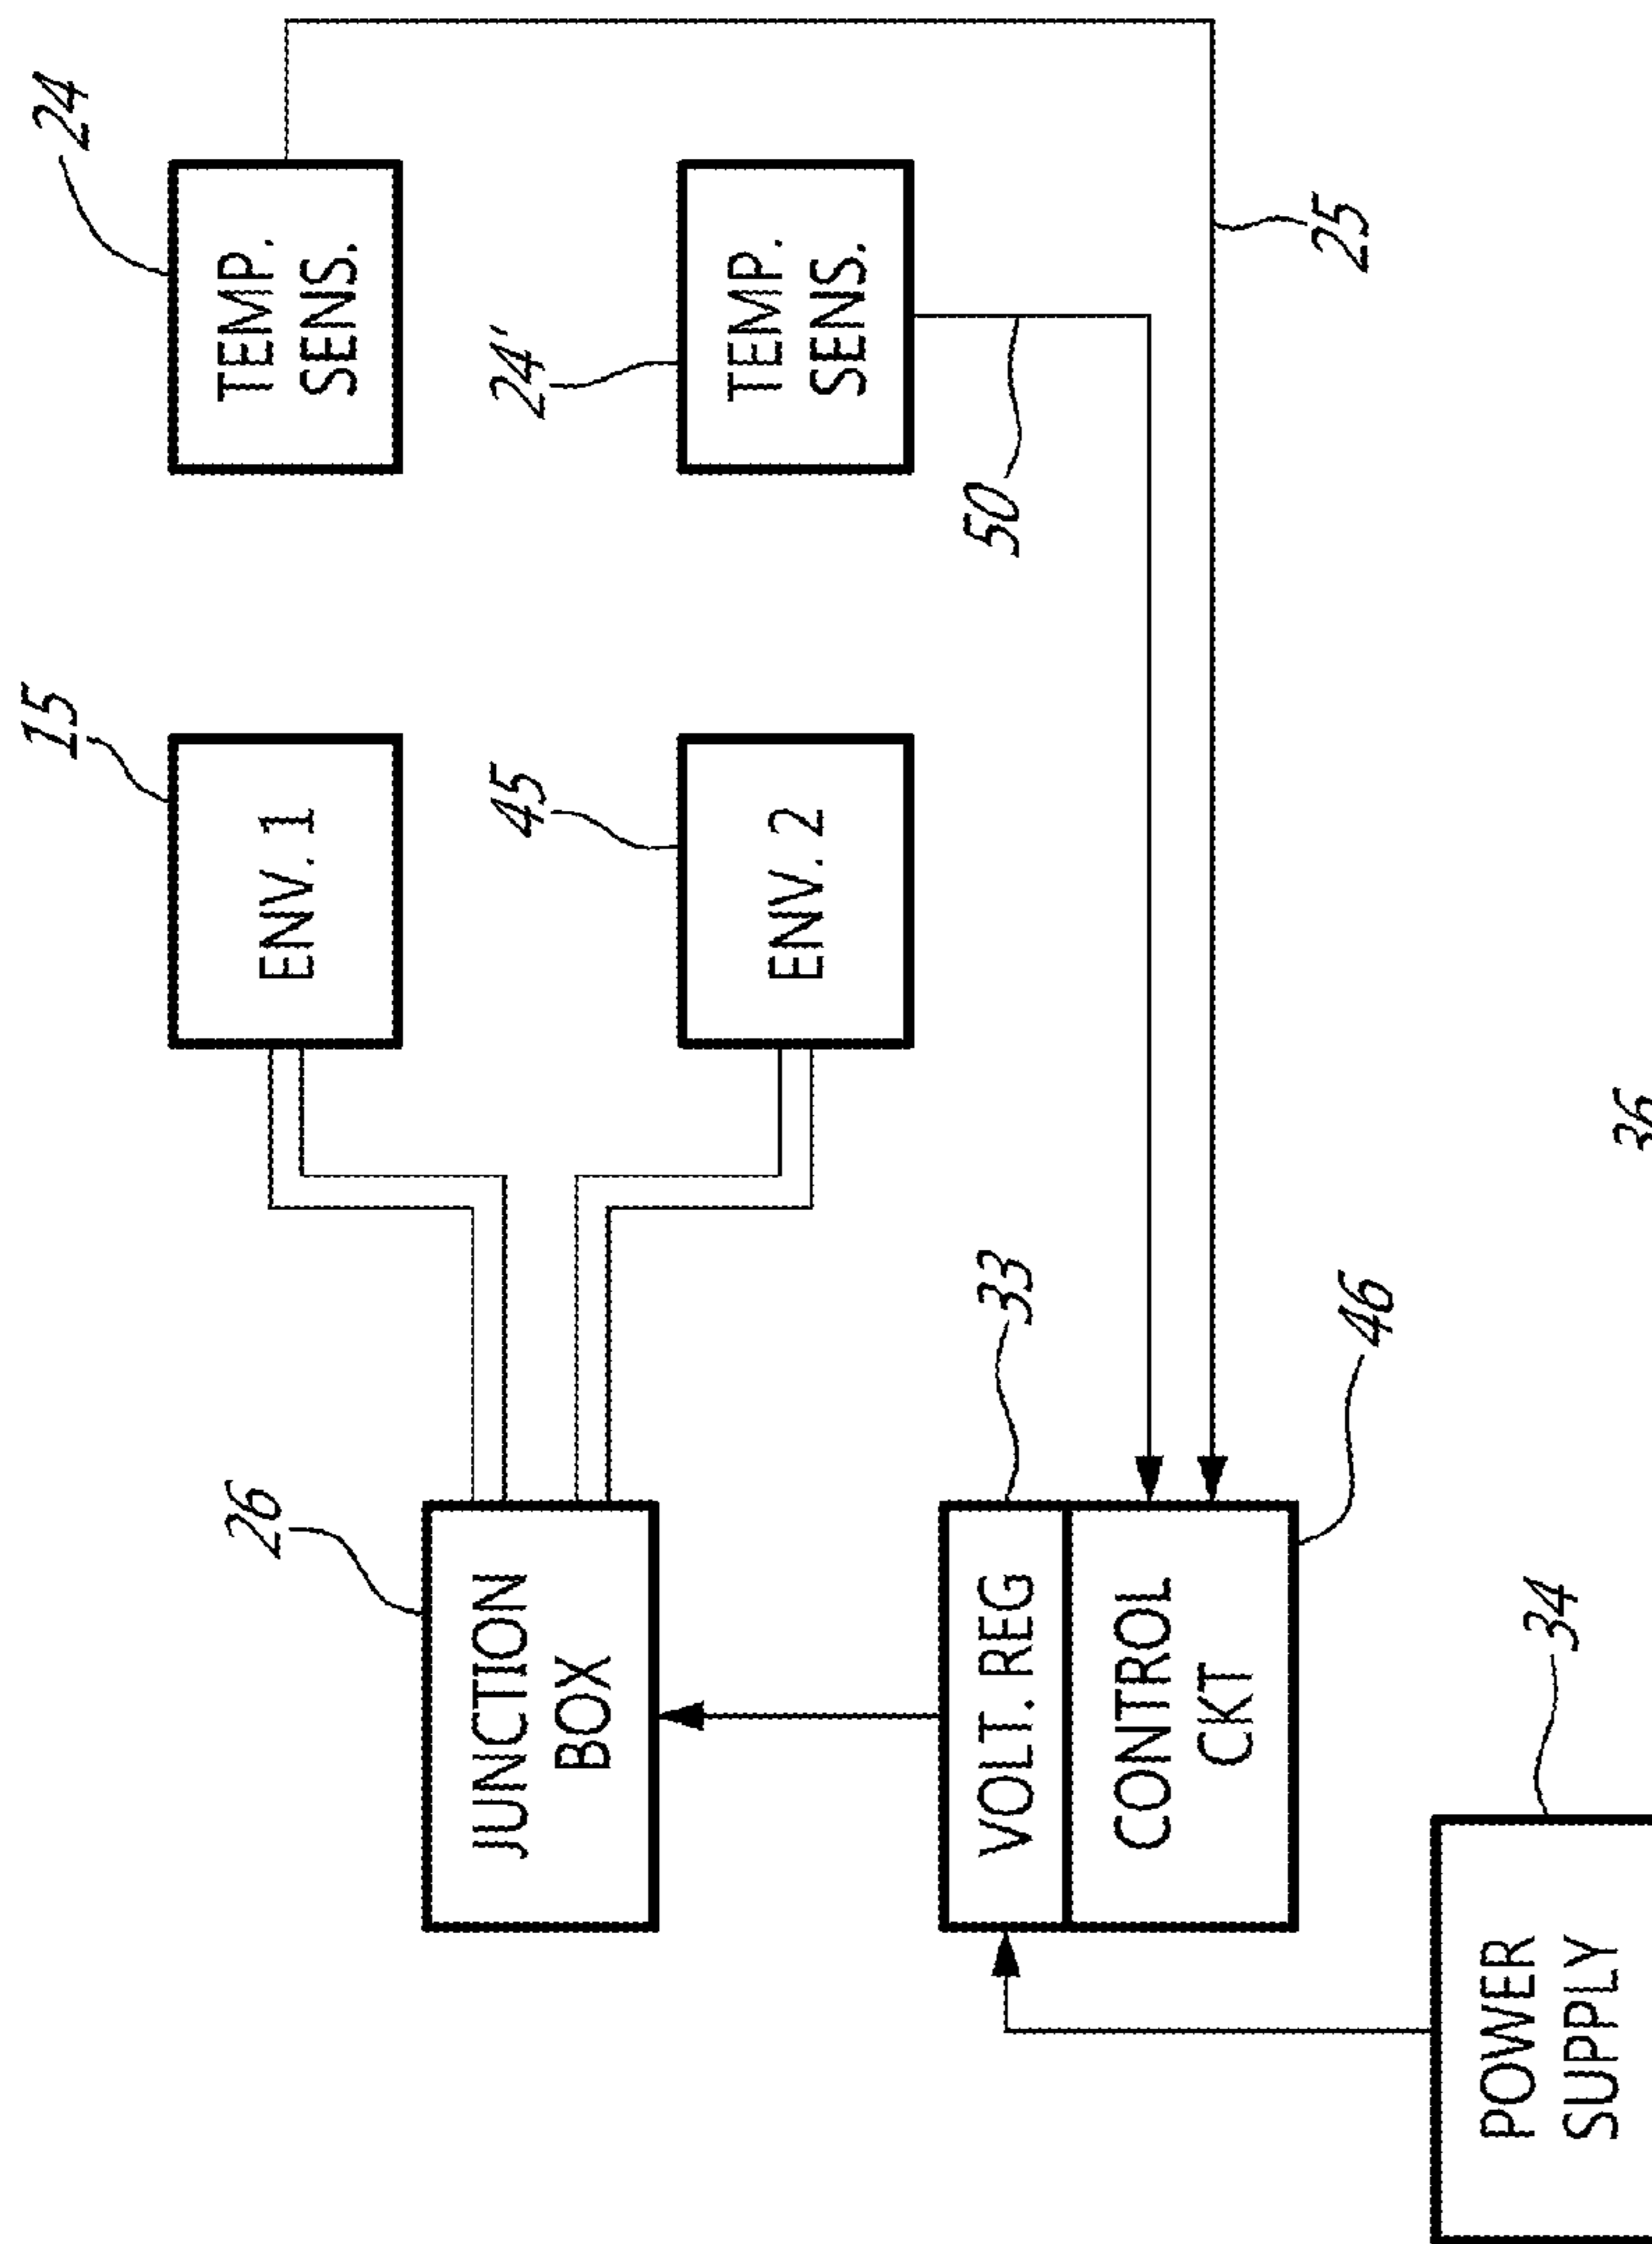 15
24
26
ENV. 1
TEMP.
SENS.
JUNCTION
BOX
45
24'
ENV. 2
TEMP.
SENS.
VOLT. REG
33
50
CONTROL
CKT
46
25
34
POWER
SUPPLY
36